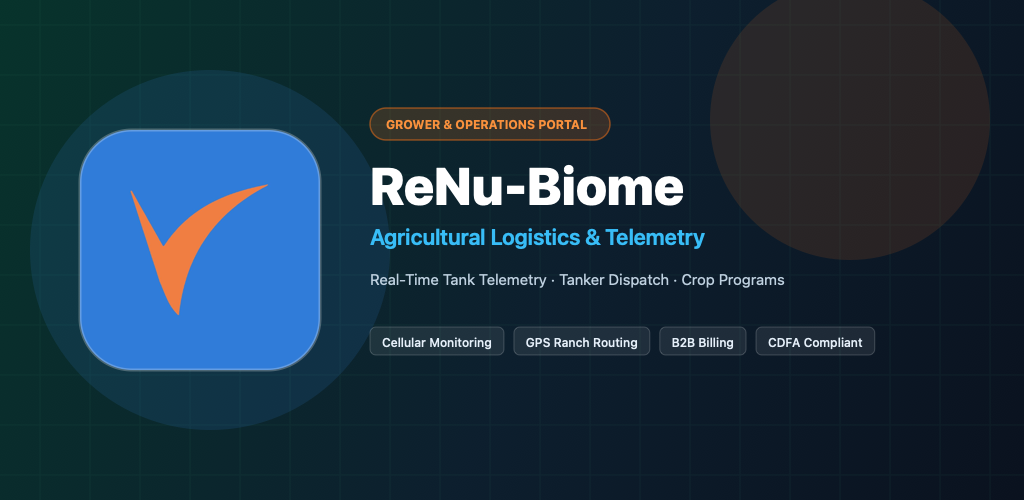 GROWER & OPERATIONS PORTAL
ReNu-Biome
Agricultural Logistics & Telemetry
Real-Time Tank Telemetry · Tanker Dispatch · Crop Programs
Cellular Monitoring GPS Ranch Routing B2B Billing CDFA Compliant